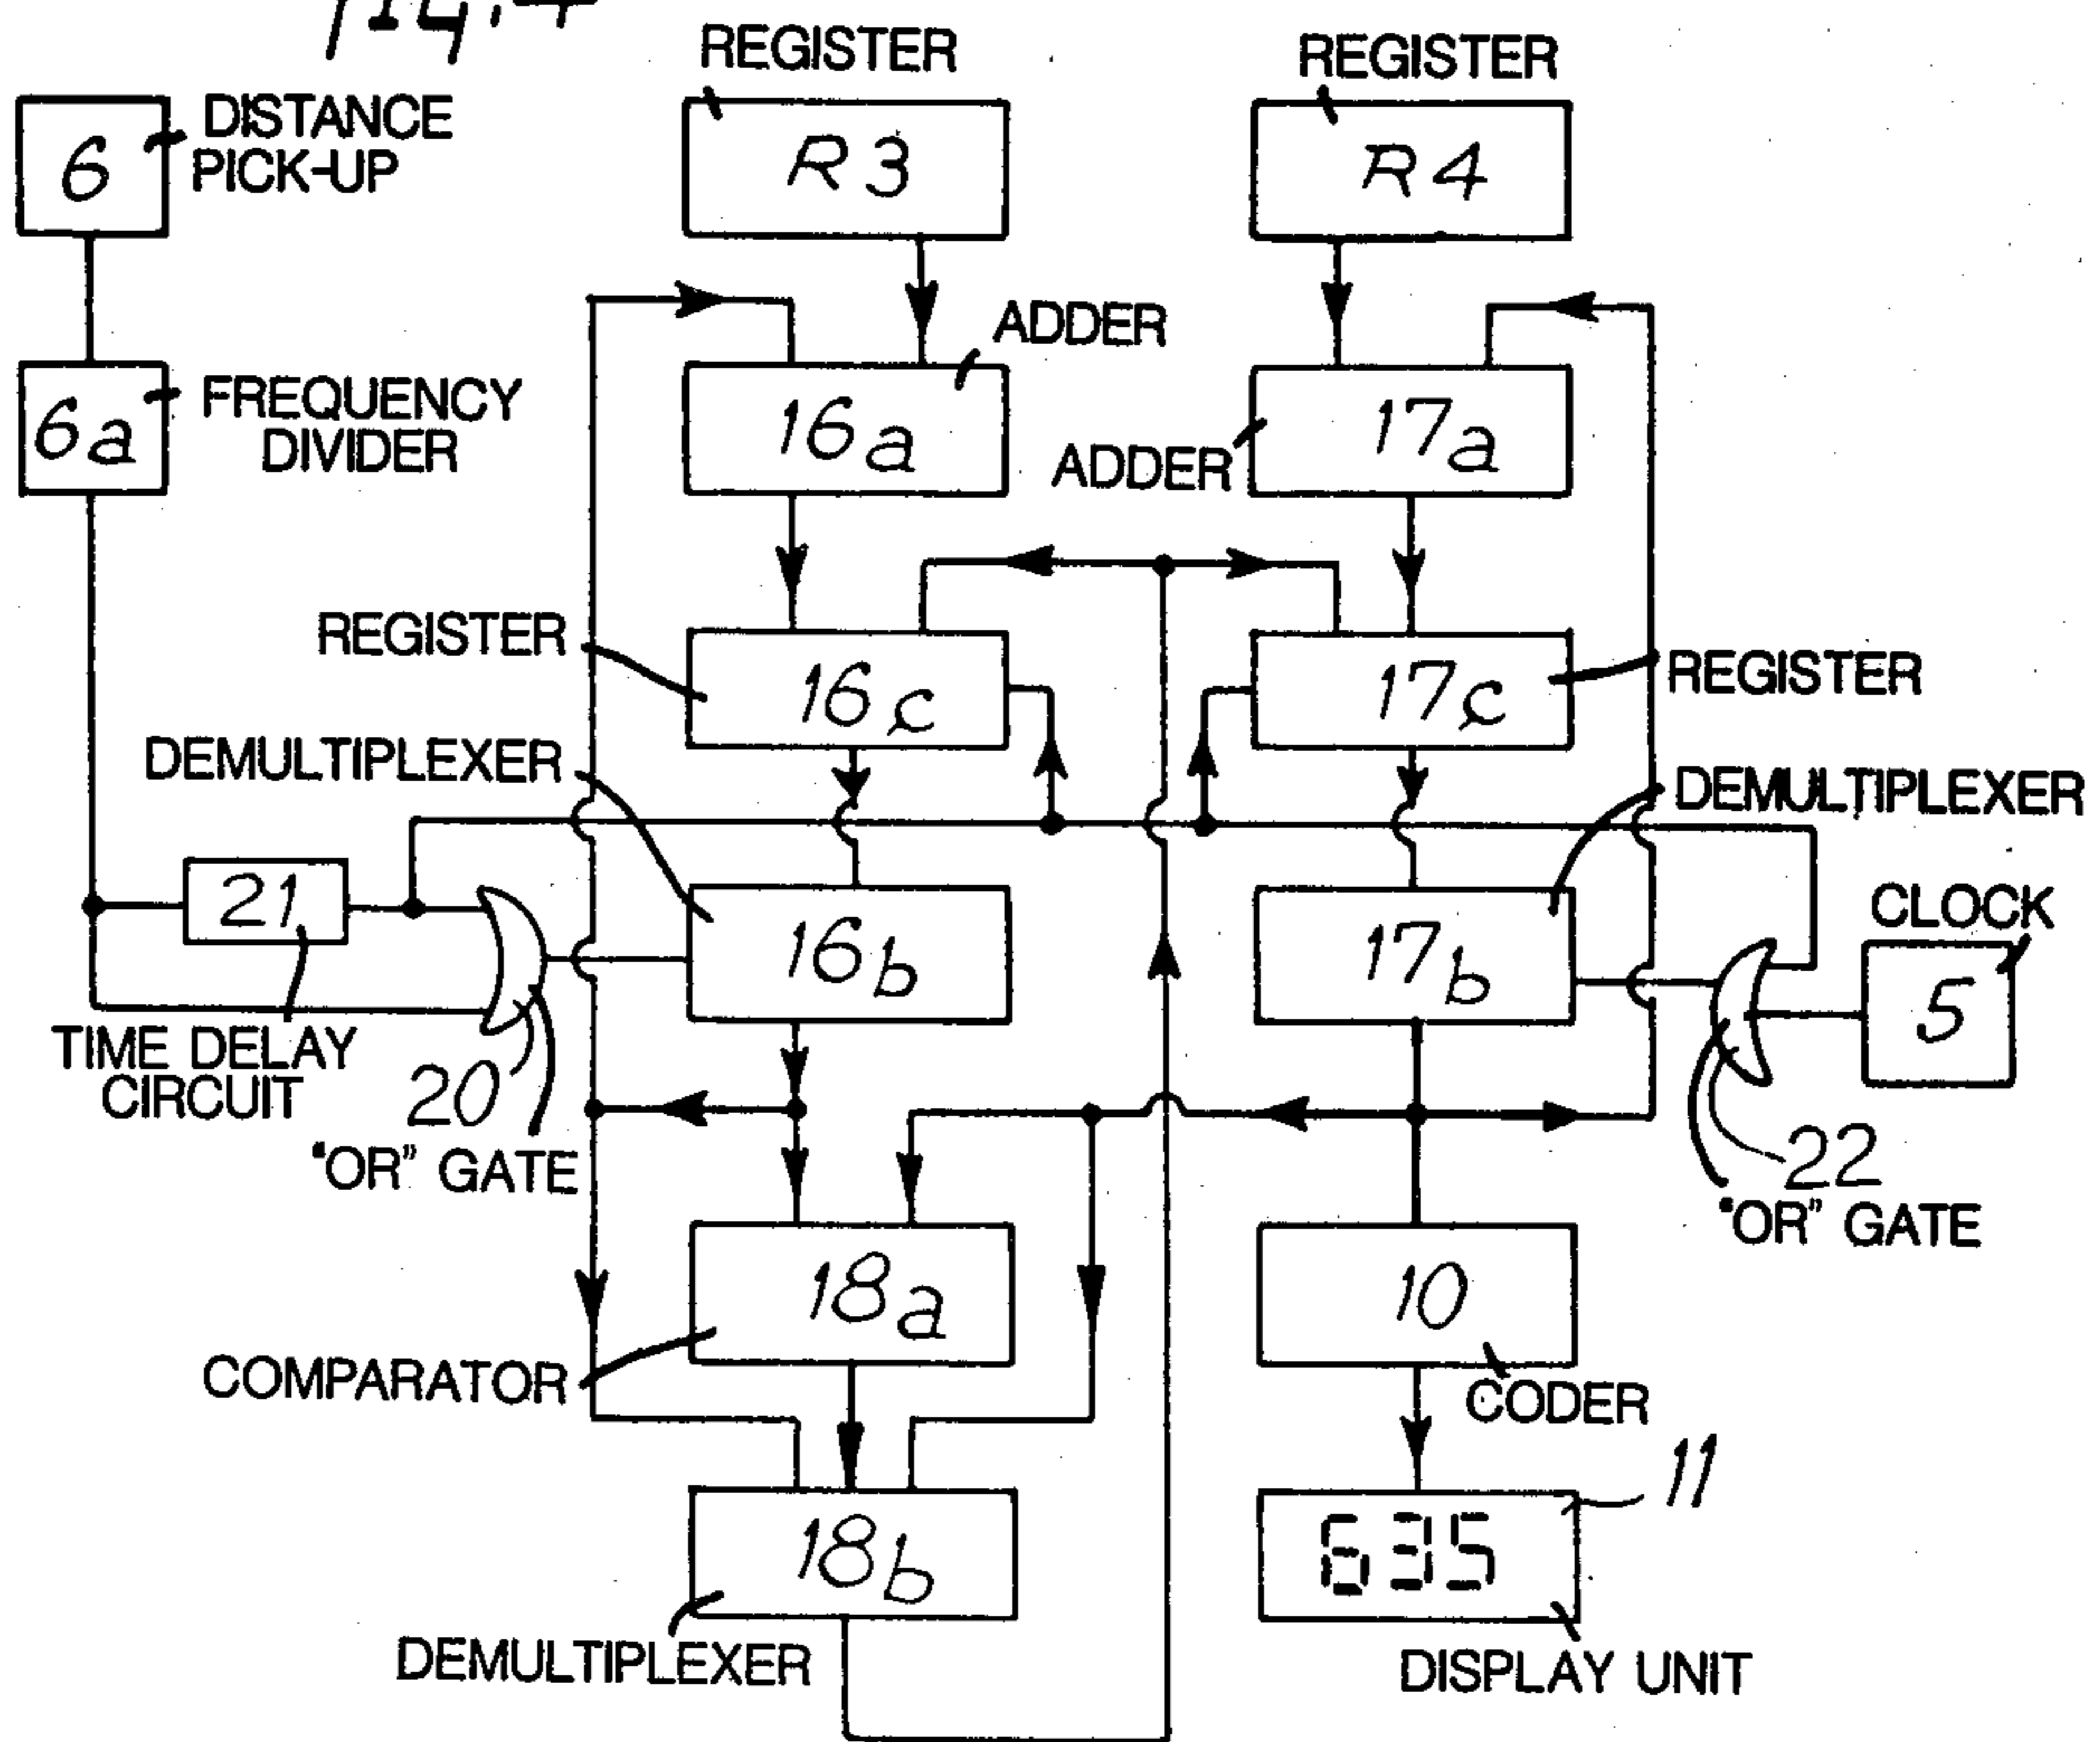 Fig. 4
REGISTER
REGISTER
6
DISTANCE
PICK-UP
R3
R4
ADDER
6a
FREQUENCY
DIVIDER
16a
ADDER
17a
REGISTER
16c
17c
REGISTER
DEMULTIPLEXER
DEMULTIPLEXER
21
16b
17b
CLOCK
5
TIME DELAY
CIRCUIT
20
"OR" GATE
22
"OR" GATE
18a
10
COMPARATOR
CODER
11
18b
635
DEMULTIPLEXER
DISPLAY UNIT